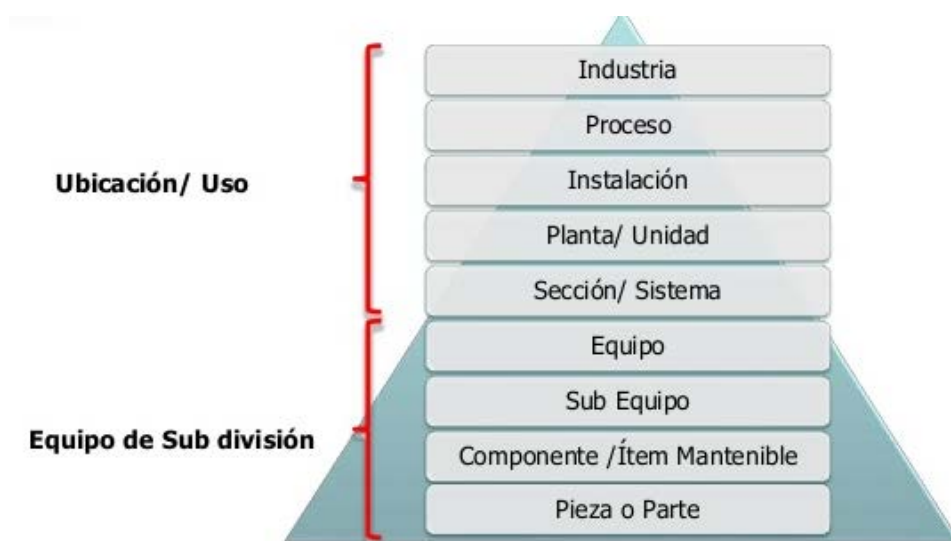 Industria
Proceso
Instalación
Planta/ Unidad
Sección/ Sistema
Ubicación/ Uso
Equipo
Sub Equipo
Componente /Ítem Mantenible
Pieza o Parte
Equipo de Sub división